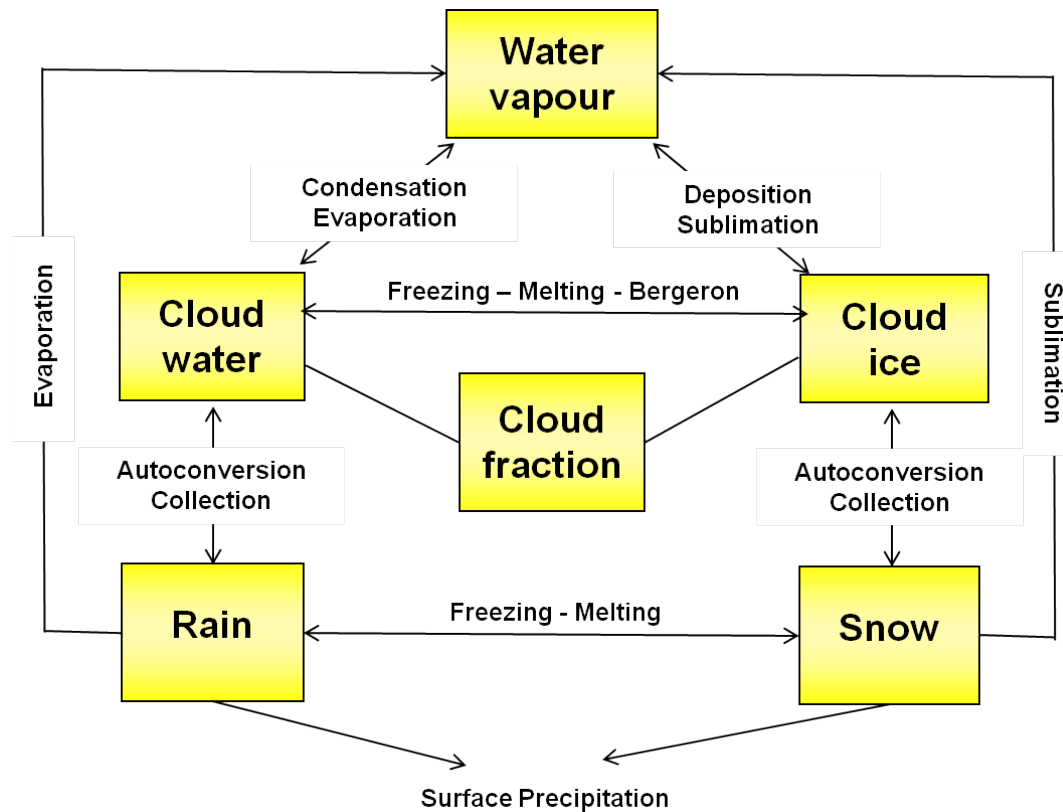 Water
vapour
Condensation
Evaporation
Deposition
Sublimation
Freezing – Melting - Bergeron
Cloud
water
Cloud
ice
Cloud
fraction
Evaporation
Sublimation
Autoconversion
Collection
Autoconversion
Collection
Rain
Freezing - Melting
Snow
Surface Precipitation